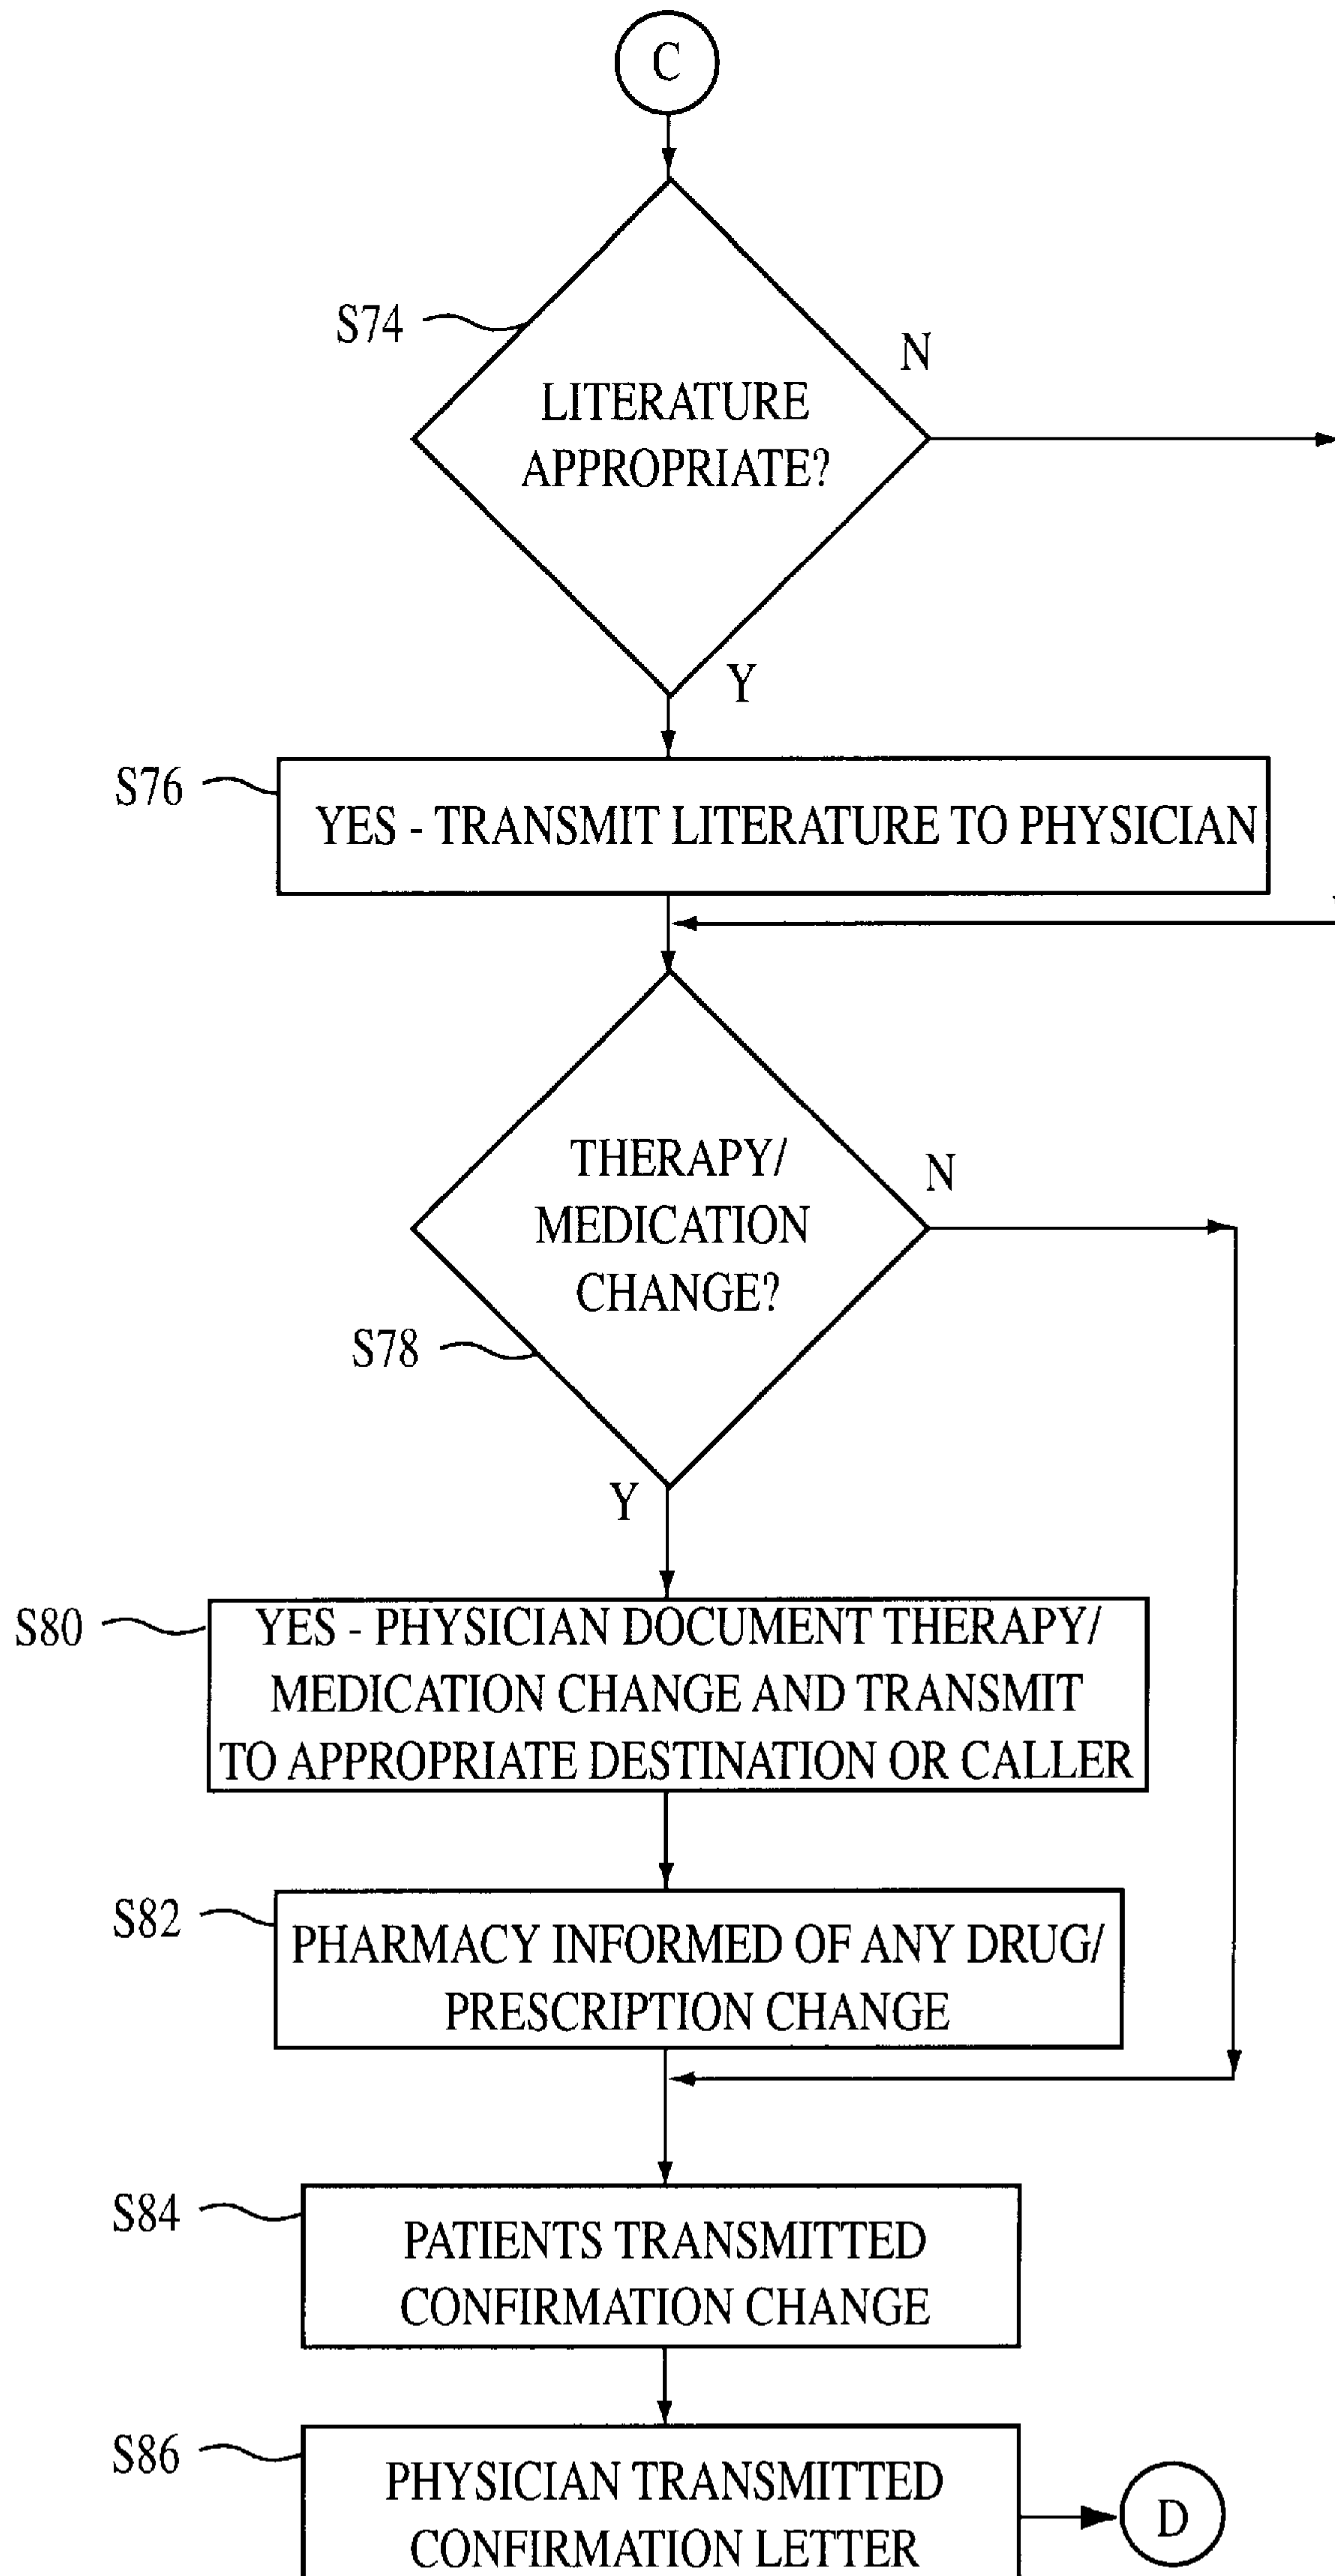 C
S74
N
LITERATURE
APPROPRIATE?
Y
S76
YES - TRANSMIT LITERATURE TO PHYSICIAN
THERAPY/
MEDICATION
CHANGE?
N
S78
Y
S80
YES - PHYSICIAN DOCUMENT THERAPY/
MEDICATION CHANGE AND TRANSMIT
TO APPROPRIATE DESTINATION OR CALLER
S82
PHARMACY INFORMED OF ANY DRUG/
PRESCRIPTION CHANGE
S84
PATIENTS TRANSMITTED
CONFIRMATION CHANGE
S86
PHYSICIAN TRANSMITTED
CONFIRMATION LETTER
D